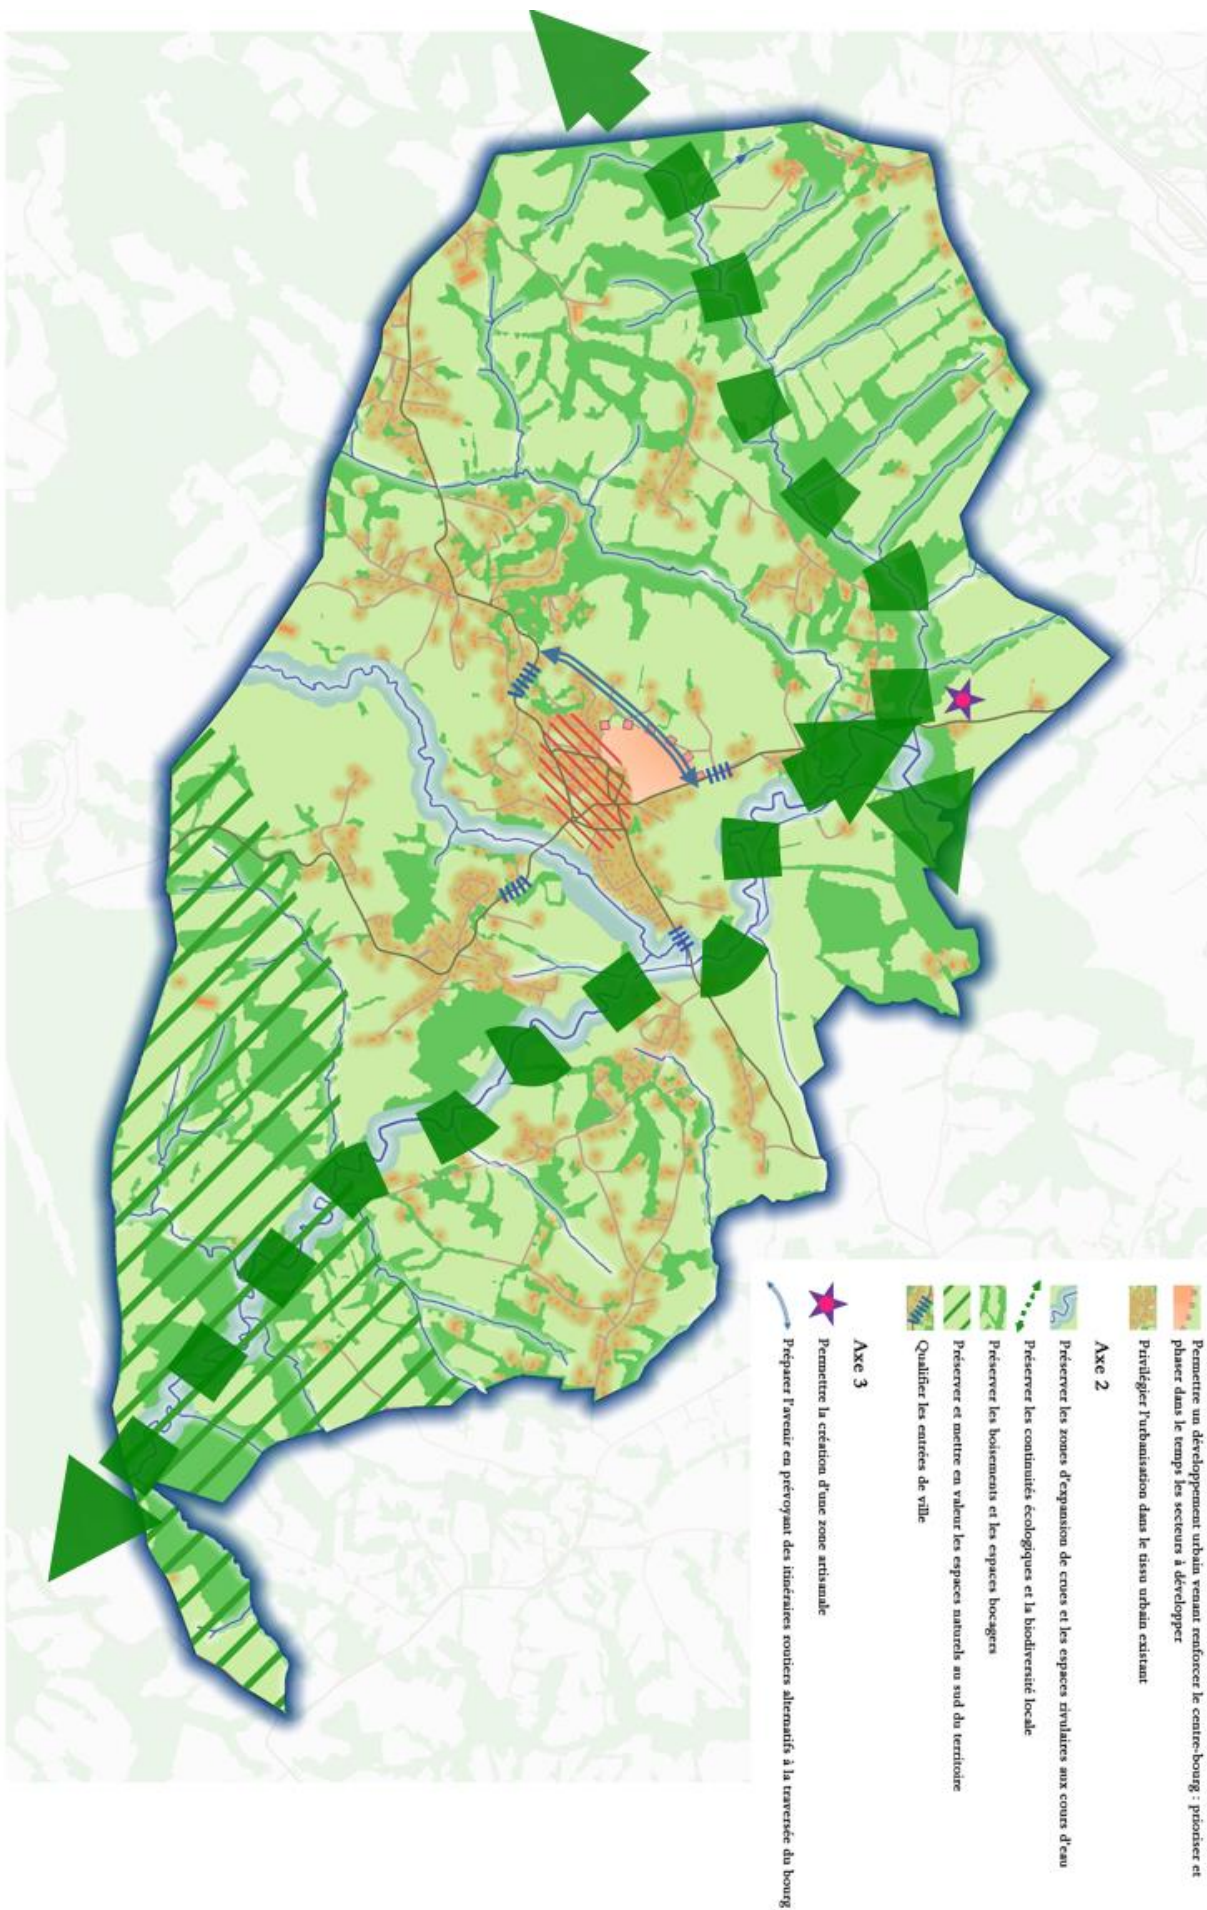 Permettre un développement urbain venant renforcer le centre-bourg : prioriser et
phaser dans le temps les secteurs à développer
Privilégier l'urbanisation dans le tissu urbain existant
Axe 2
Préserver les zones d'expansion de crues et les espaces rivulaires aux cours d'eau
Préserver les continuités écologiques et la biodiversité locale
Préserver les boisements et les espaces bocagers
Préserver et mettre en valeur les espaces naturels au sud du territoire
Qualifier les entrées de ville
Axe 3
Permettre la création d'une zone artisanale
Préparer l'avenir en prévoyant des itinéraires routiers alternatifs à la traversée du bourg